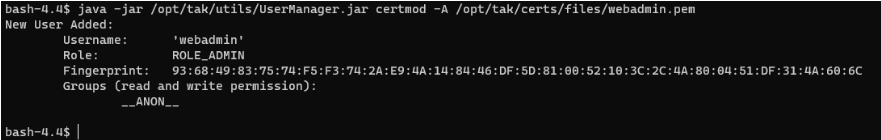 bash-4.4$ java -jar /opt/tak/utils/UserManager.jar certmod -A /opt/tak/certs/files/webadmin.pem
New User Added:
Username: 'webadmin'
Role: ROLE_ADMIN
Fingerprint: 93:68:49:83:75:74:F5:F3:74:2A:E9:4A:14:84:46:DF:5D:81:00:52:10:3C:2C:4A:80:04:51:DF:31:4A:60:6C
Groups (read and write permission):
__ANON__
bash-4.4$